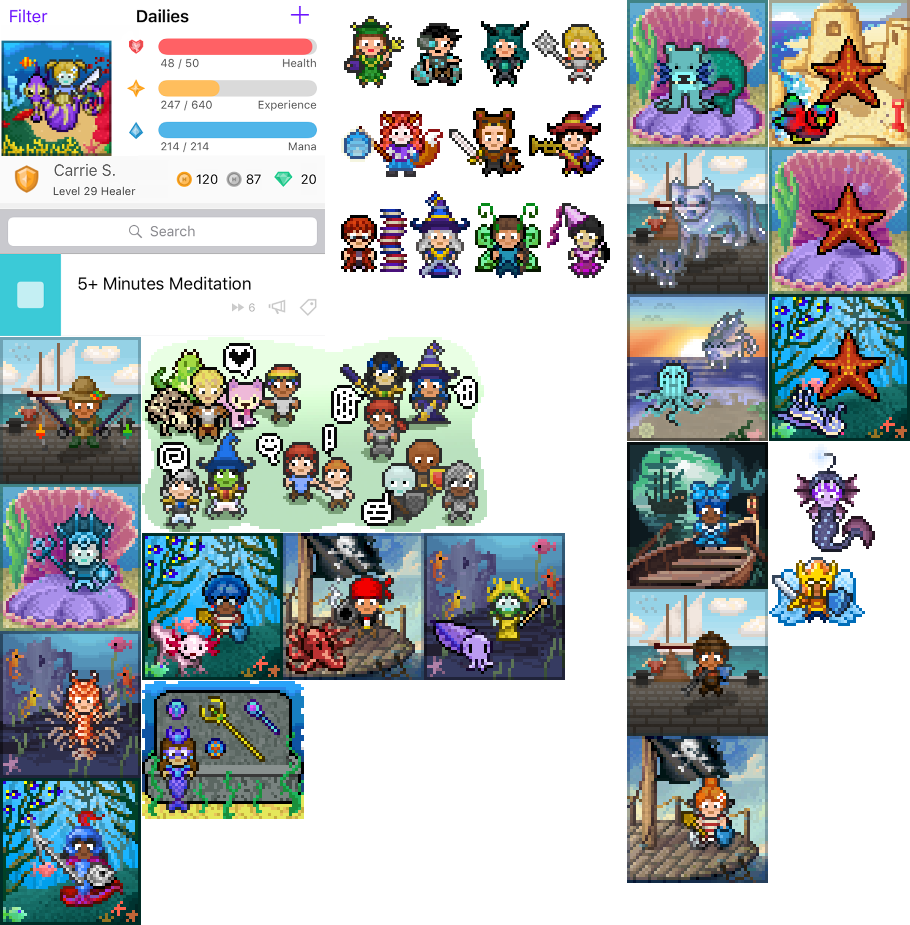 Filter
Dailies
48 / 50
Health
247 / 640
Experience
214 / 214
Mana
Carrie S.
Level 29 Healer
120
87
20
Search
5+ Minutes Meditation
6